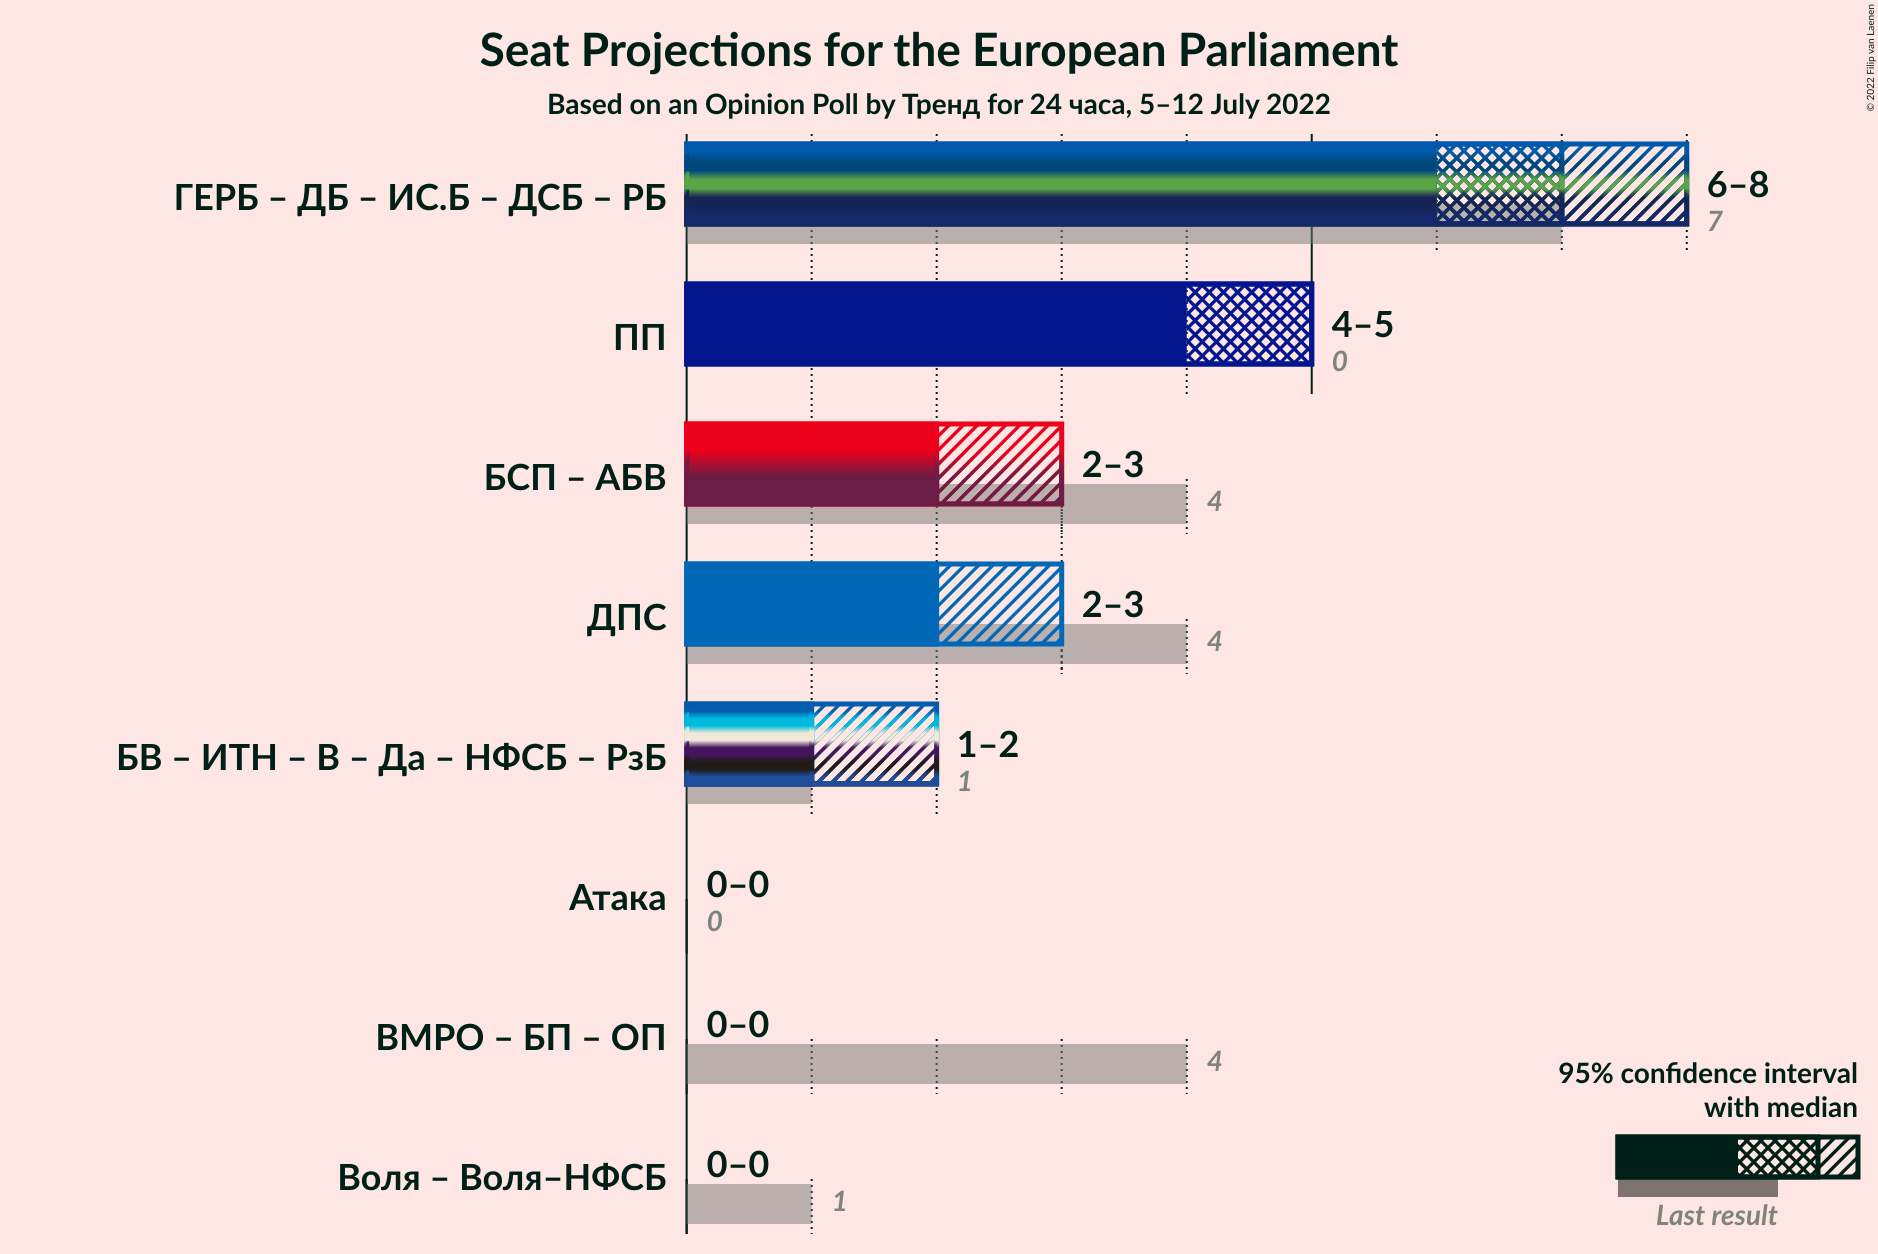 Seat Projections for the European Parliament
Based on an Opinion Poll by Тренд for 24 часа, 5–12 July 2022
© 2022 Filip van Laenen
ГЕРБ – ДБ – ИС.Б – ДСБ – РБ
6–8
7
ПП
4–5
0
БСП – АБВ
2–3
4
ДПС
2–3
4
БВ – ИТН – В – Да – НФСБ – РзБ
1–2
1
Атака
0–0
0
ВМРО – БП – ОП
0–0
4
Воля – Воля–НФСБ
0–0
1
95% confidence interval
with median
Last result